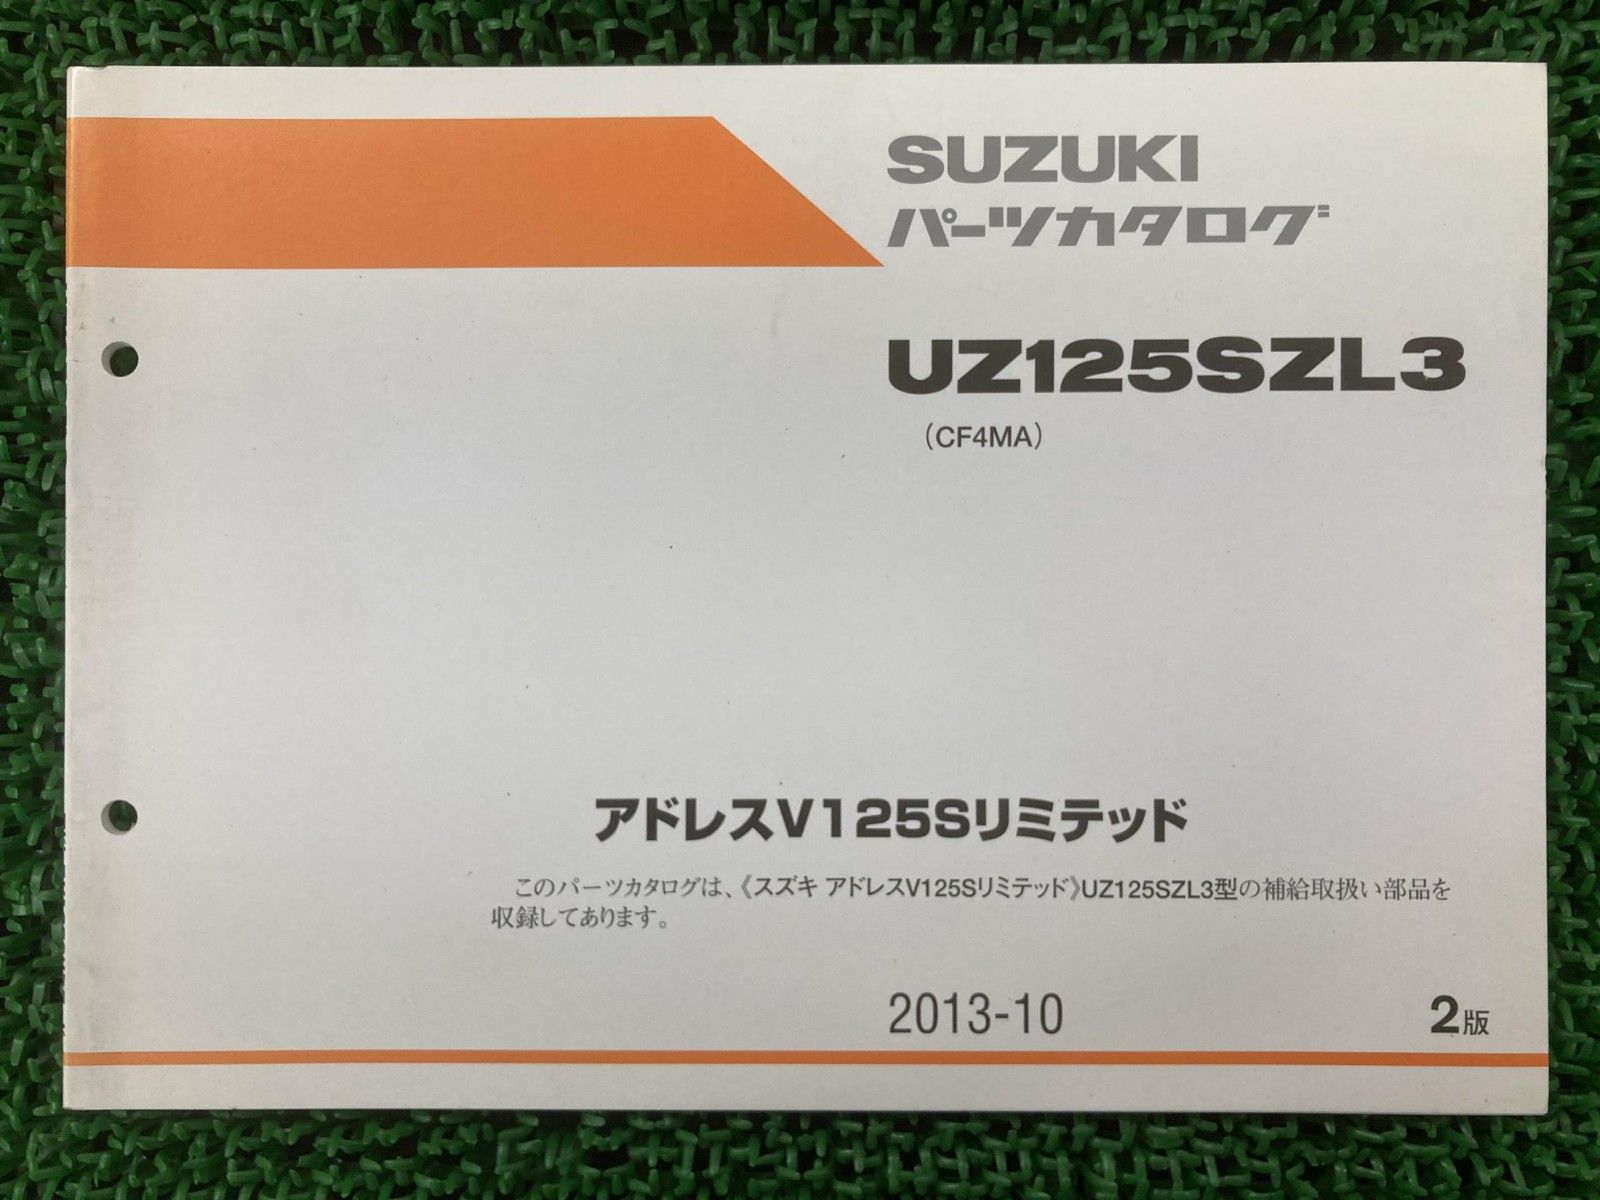 SUZUKI
パーツカタログ
UZ125SZL3
(CF4MA)
アドレスV125Sリミテッド
このパーツカタログは、《スズキ アドレスV125Sリミテッド》UZ125SZL3型の補給取扱い部品を
収録してあります。
2013-10
2版